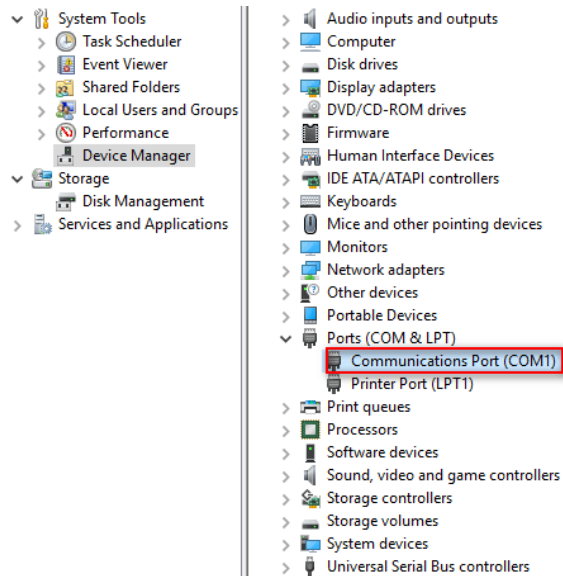 System Tools
Task Scheduler
Event Viewer
Shared Folders
Local Users and Groups
Performance
Device Manager
Storage
Disk Management
Services and Applications
Audio inputs and outputs
Computer
Disk drives
Display adapters
DVD/CD-ROM drives
Firmware
Human Interface Devices
IDE ATA/ATAPI controllers
Keyboards
Mice and other pointing devices
Monitors
Network adapters
Other devices
Portable Devices
Ports (COM & LPT)
Communications Port (COM1)
Printer Port (LPT1)
Print queues
Processors
Software devices
Sound, video and game controllers
Storage controllers
Storage volumes
System devices
Universal Serial Bus controllers